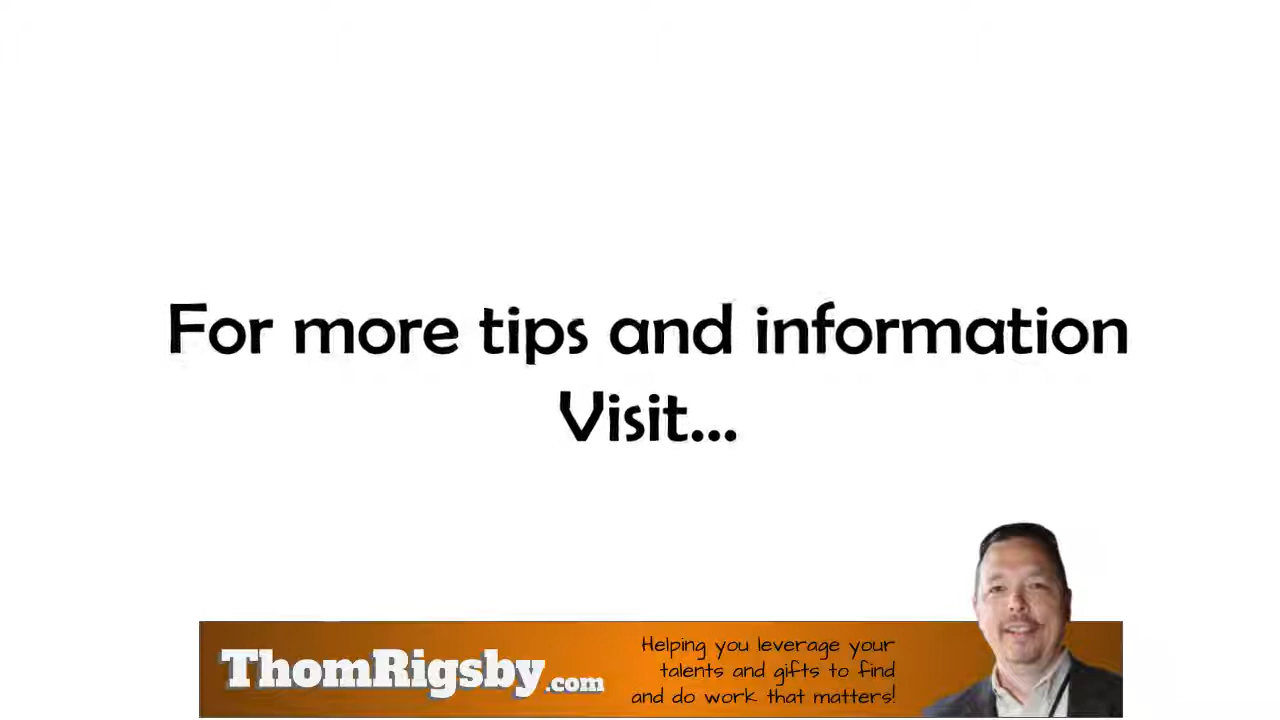 For more tips and information
Visit...
ThomRigsby.com
Helping you leverage your
talents and gifts to find
and do work that matters!